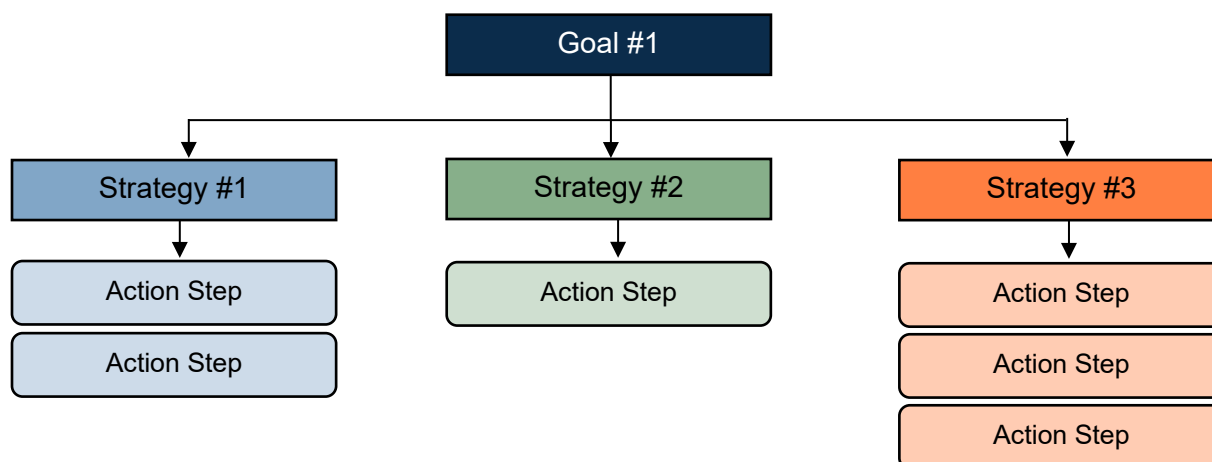 Goal #1
Strategy #1
Strategy #2
Strategy #3
Action Step
Action Step
Action Step
Action Step
Action Step
Action Step